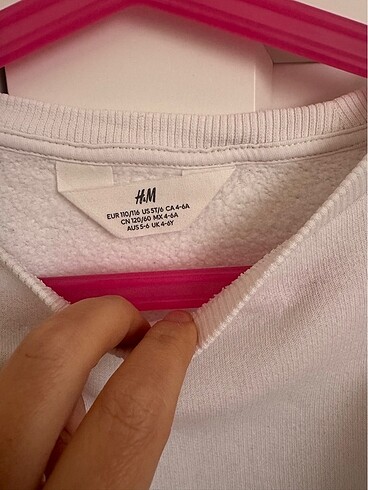 H&M
EUR 110/116 US 5T/6 CA 4-6A
CN 120/60 MX 4-6A
AUS 5-6 UK 4-6Y